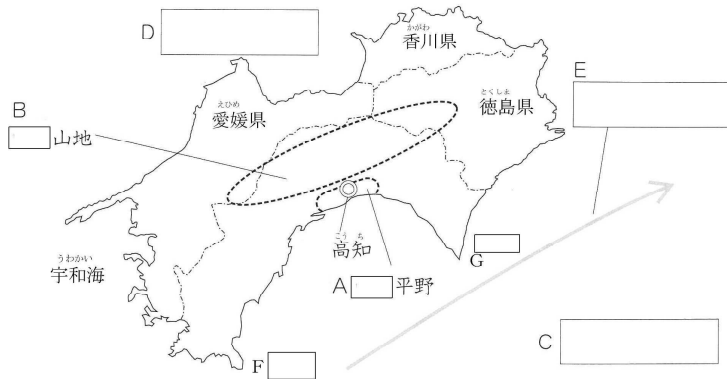 D
かがわ
香川県
E
とくしま
徳島県
えひめ
愛媛県
B
山地
こうち
高知
G
うわかい
宇和海
A 平野
C
F